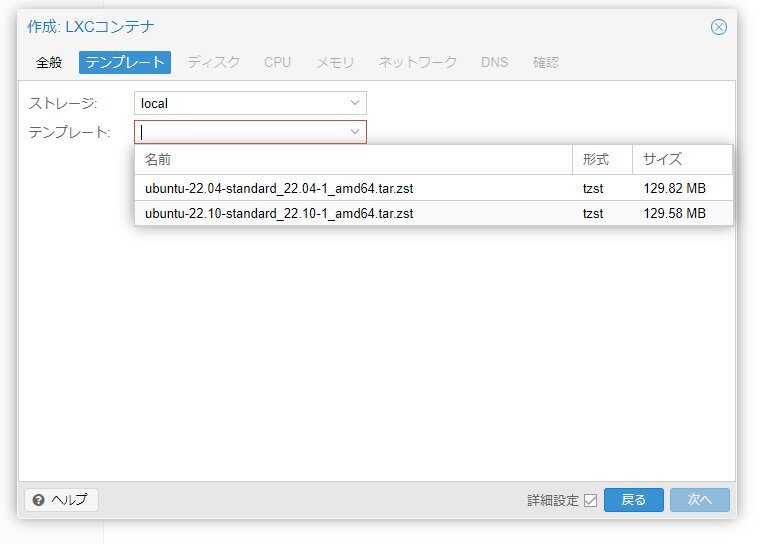 作成: LXCコンテナ
全般 テンプレート ディスク CPU メモリ ネットワーク DNS 確認
ストレージ: local
テンプレート:
名前 形式 サイズ
ubuntu-22.04-standard_22.04-1_amd64.tar.zst tzst 129.82 MB
ubuntu-22.10-standard_22.10-1_amd64.tar.zst tzst 129.58 MB
ヘルプ 詳細設定 戻る 次へ